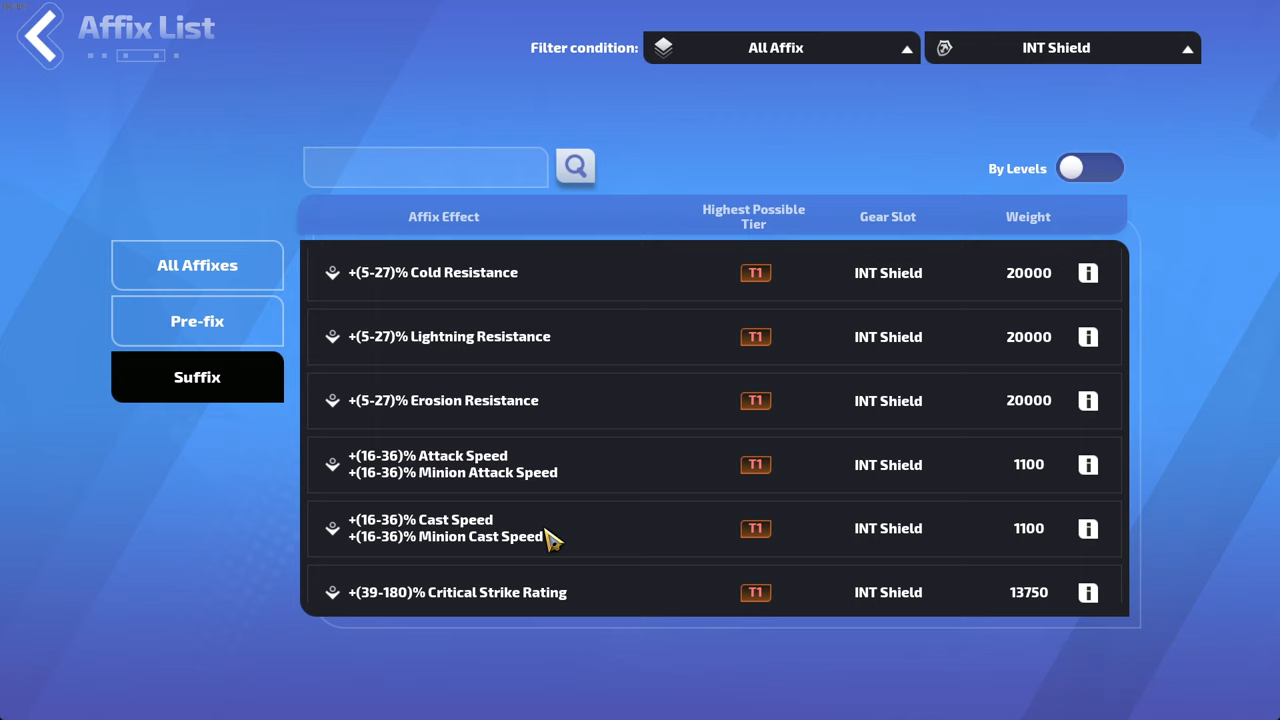 Affix List
Filter condition:
All Affix
INT Shield
By Levels
Affix Effect
Highest Possible
Tier
Gear Slot
Weight
All Affixes
Pre-fix
Suffix
+(5-27)% Cold Resistance
T1
INT Shield
20000
+(5-27)% Lightning Resistance
T1
INT Shield
20000
+(5-27)% Erosion Resistance
T1
INT Shield
20000
+(16-36)% Attack Speed
+(16-36)% Minion Attack Speed
T1
INT Shield
1100
+(16-36)% Cast Speed
+(16-36)% Minion Cast Speed
T1
INT Shield
1100
+(39-180)% Critical Strike Rating
T1
INT Shield
13750